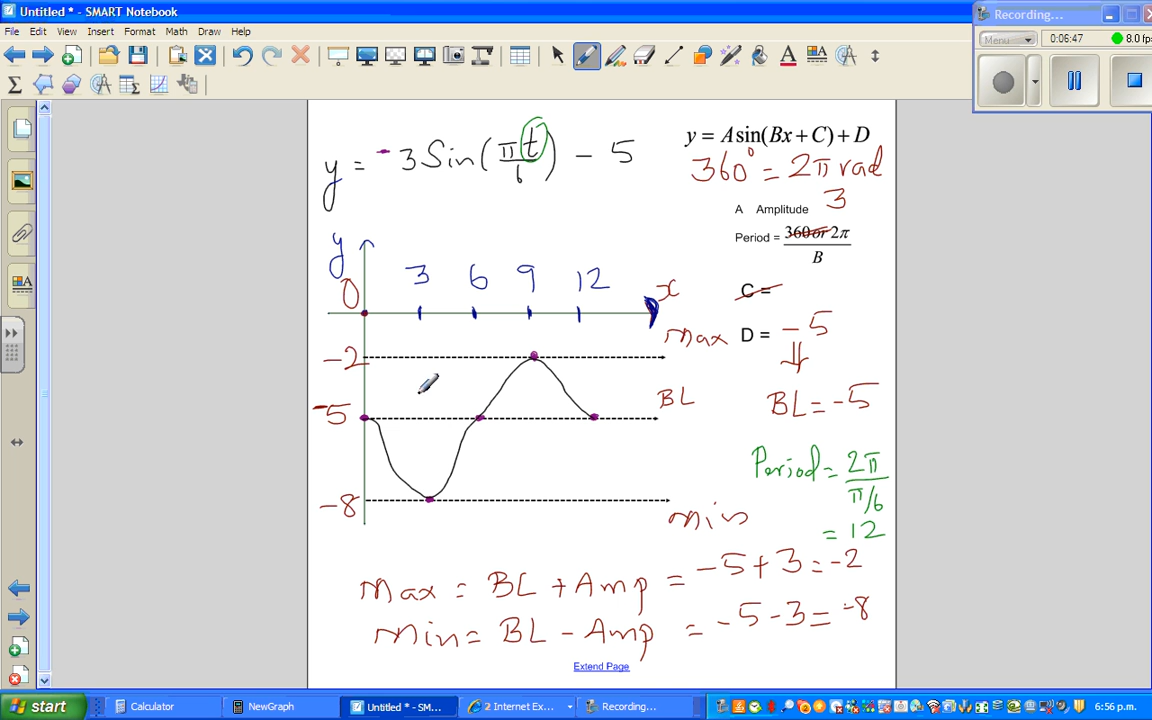 Untitled * - SMART Notebook
Recording...
File Edit View Insert Format Math Draw Help
Menu 0:06:47 8.0 fp
y = -3 Sin(πt/6) - 5
y = A sin(Bx + C) + D
360° = 2π rad
A Amplitude 3
Period = 360 or 2π / B
C =
D = -5
BL = -5
y
0 3 6 9 12 x
-2 max
-5 BL
-8 min
Period = 2π / π/6
= 12
Max = BL + Amp = -5 + 3 = -2
Min = BL - Amp = -5 - 3 = -8
Extend Page
start Calculator NewGraph Untitled * - SM... 2 Internet Ex... Recording... 6:56 p.m.